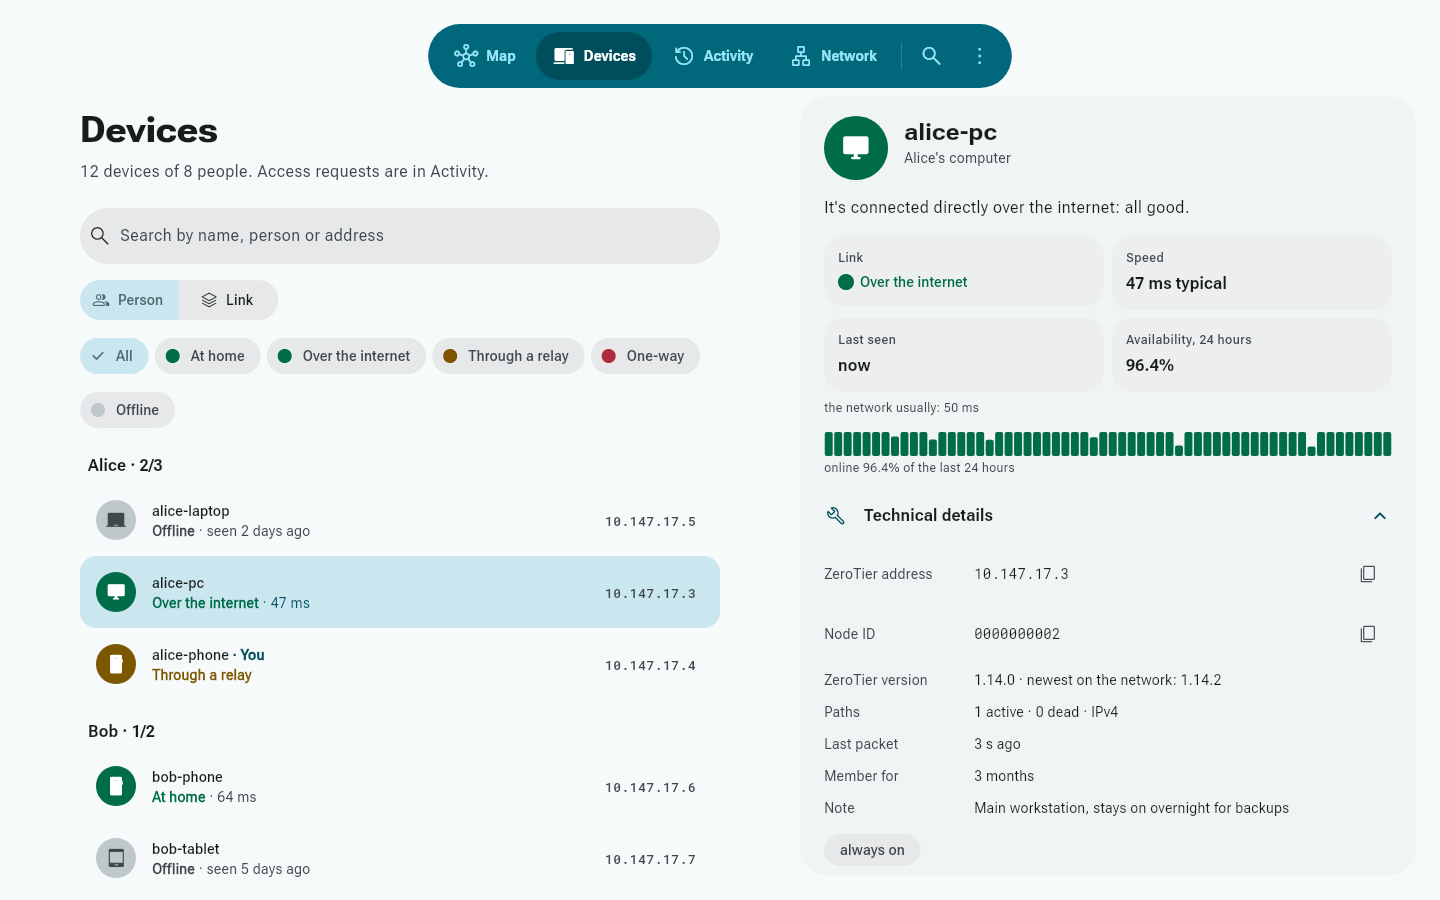 Map
Devices
Activity
Network
Devices
12 devices of 8 people. Access requests are in Activity.
Search by name, person or address
Person
Link
All
At home
Over the internet
Through a relay
One-way
Offline
Alice · 2/3
alice-laptop
Offline · seen 2 days ago
10.147.17.5
alice-pc
Over the internet · 47 ms
10.147.17.3
alice-phone · You
Through a relay
10.147.17.4
Bob · 1/2
bob-phone
At home · 64 ms
10.147.17.6
bob-tablet
Offline · seen 5 days ago
10.147.17.7
alice-pc
Alice's computer
It's connected directly over the internet: all good.
Link
Over the internet
Speed
47 ms typical
Last seen
now
Availability, 24 hours
96.4%
the network usually: 50 ms
online 96.4% of the last 24 hours
Technical details
ZeroTier address
10.147.17.3
Node ID
0000000002
ZeroTier version
1.14.0 · newest on the network: 1.14.2
Paths
1 active · 0 dead · IPv4
Last packet
3 s ago
Member for
3 months
Note
Main workstation, stays on overnight for backups
always on